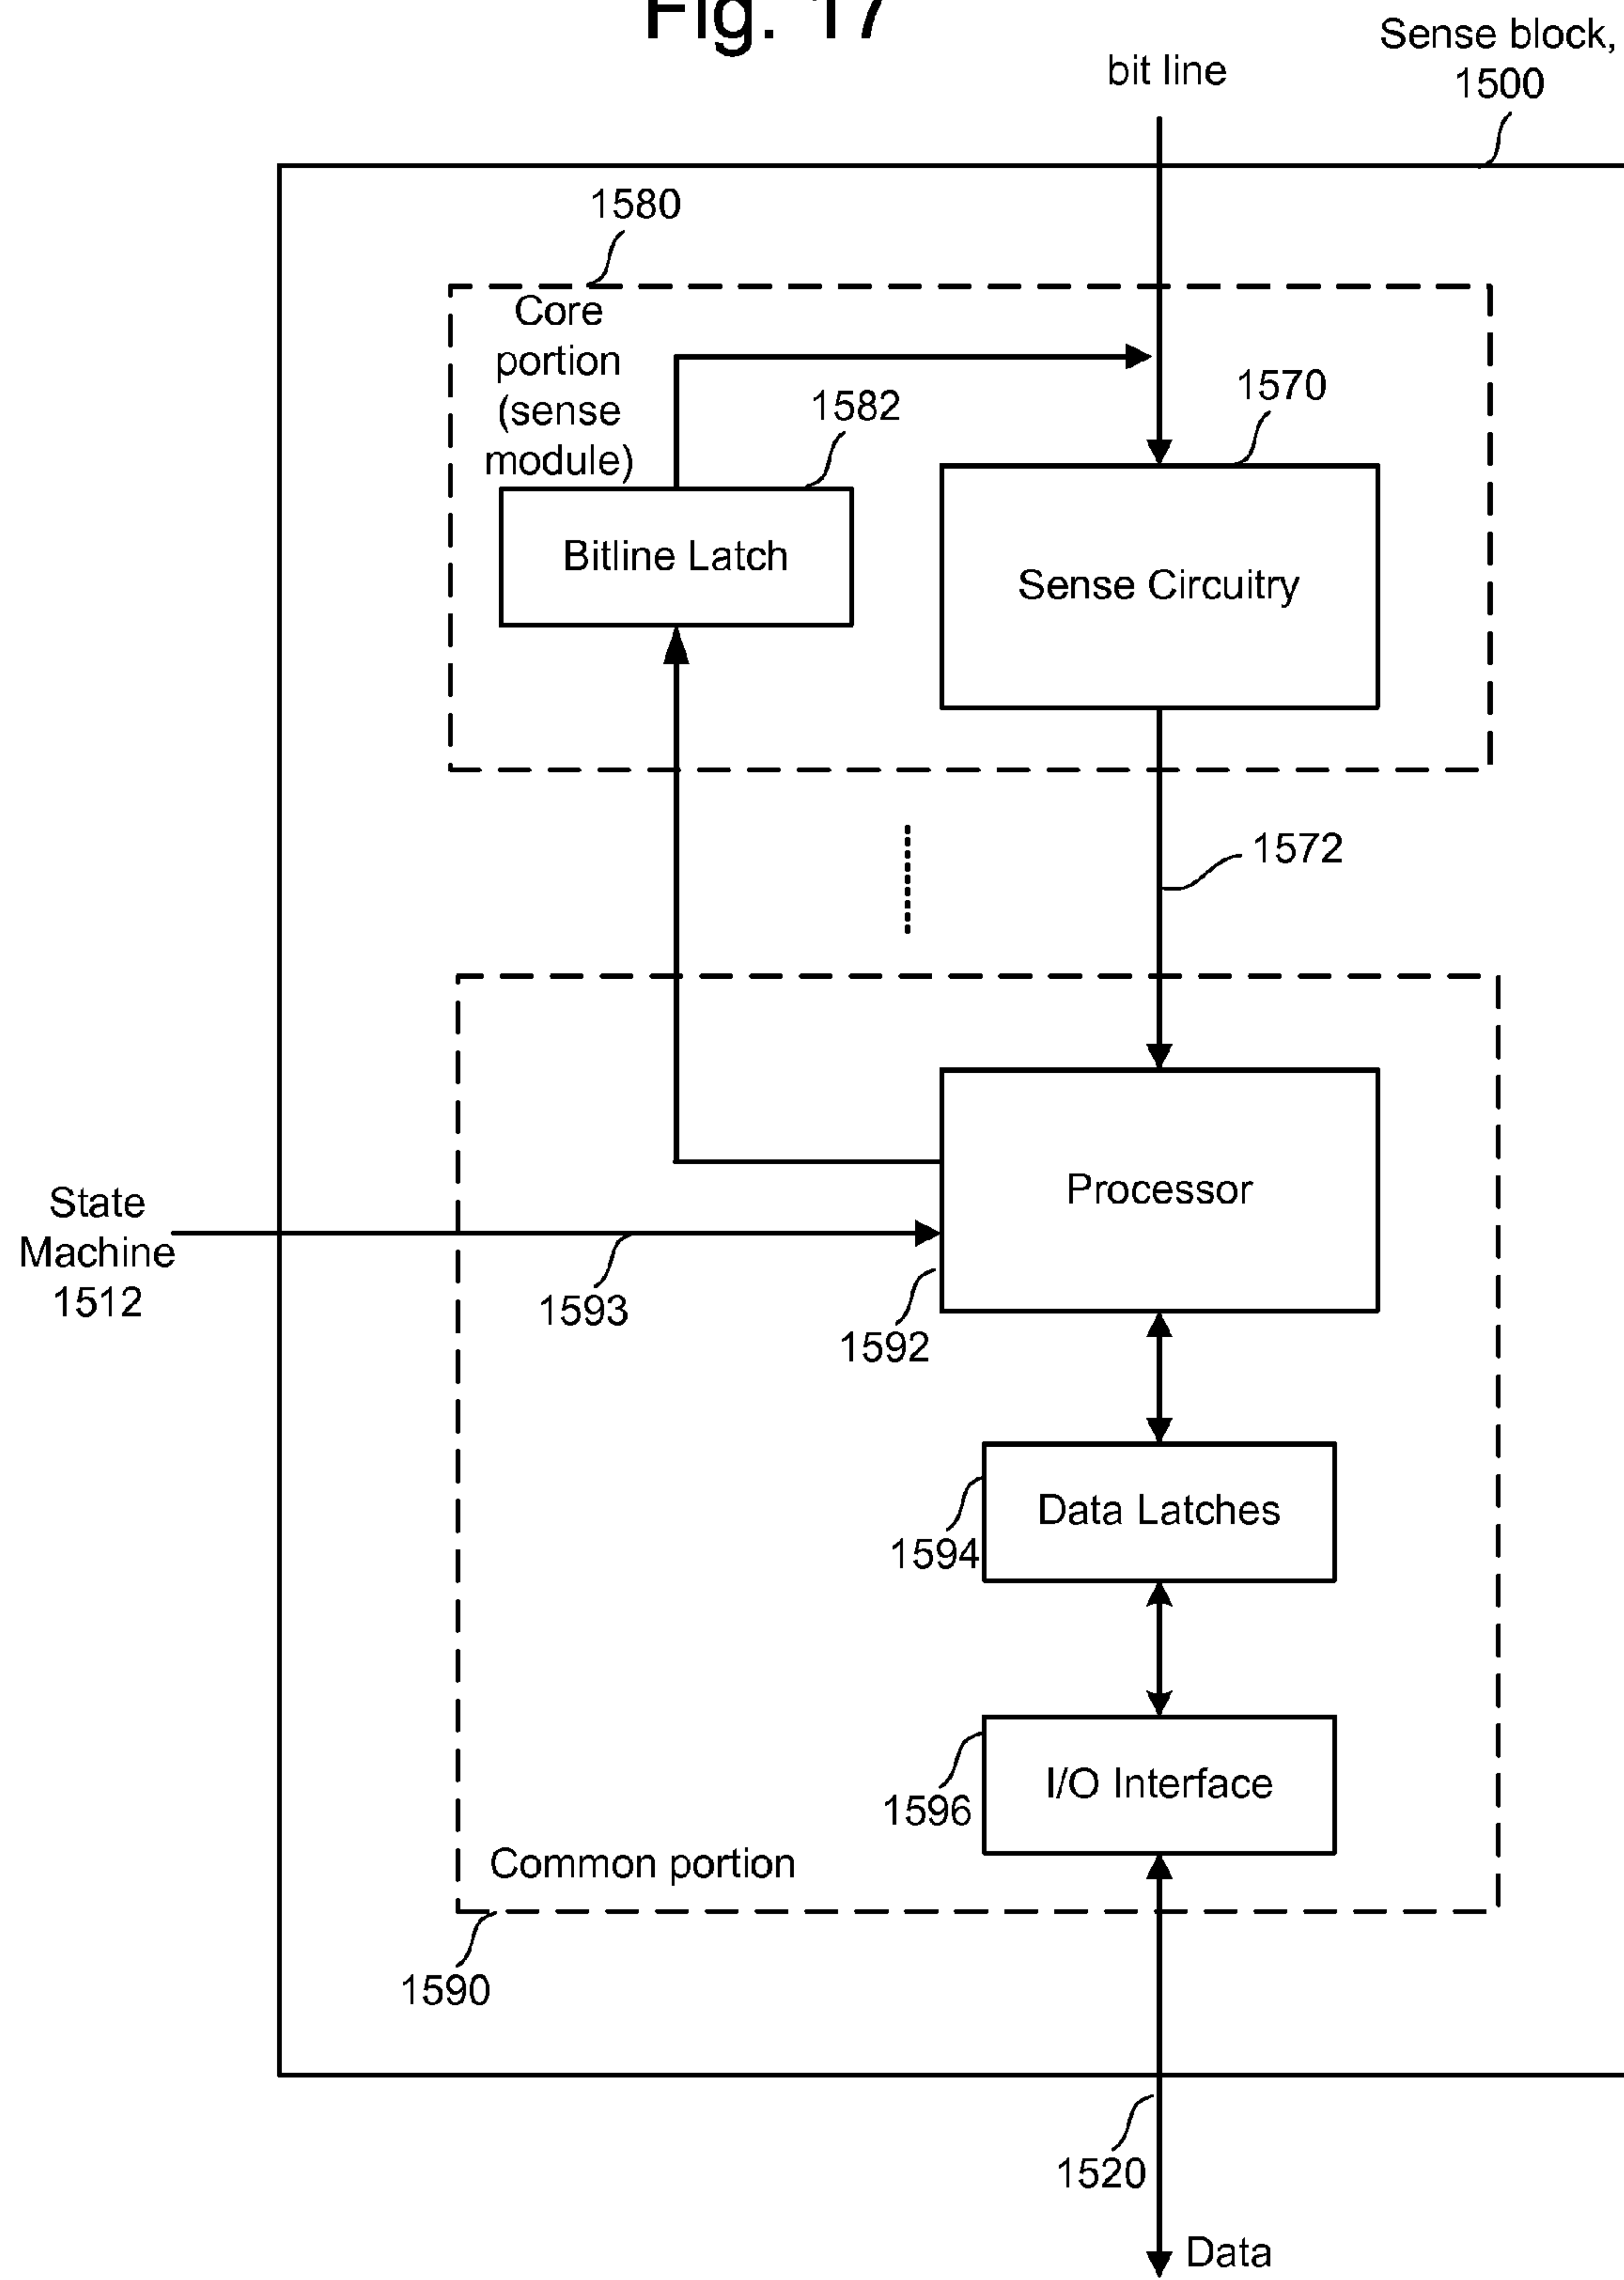 Fig. 17
Sense block,
1500
bit line
1580
Core
portion
(sense
module)
1582
1570
Bitline Latch
Sense Circuitry
1572
Processor
State
Machine
1512
1593
1592
Data Latches
1594
I/O Interface
1596
Common portion
1590
1520
Data